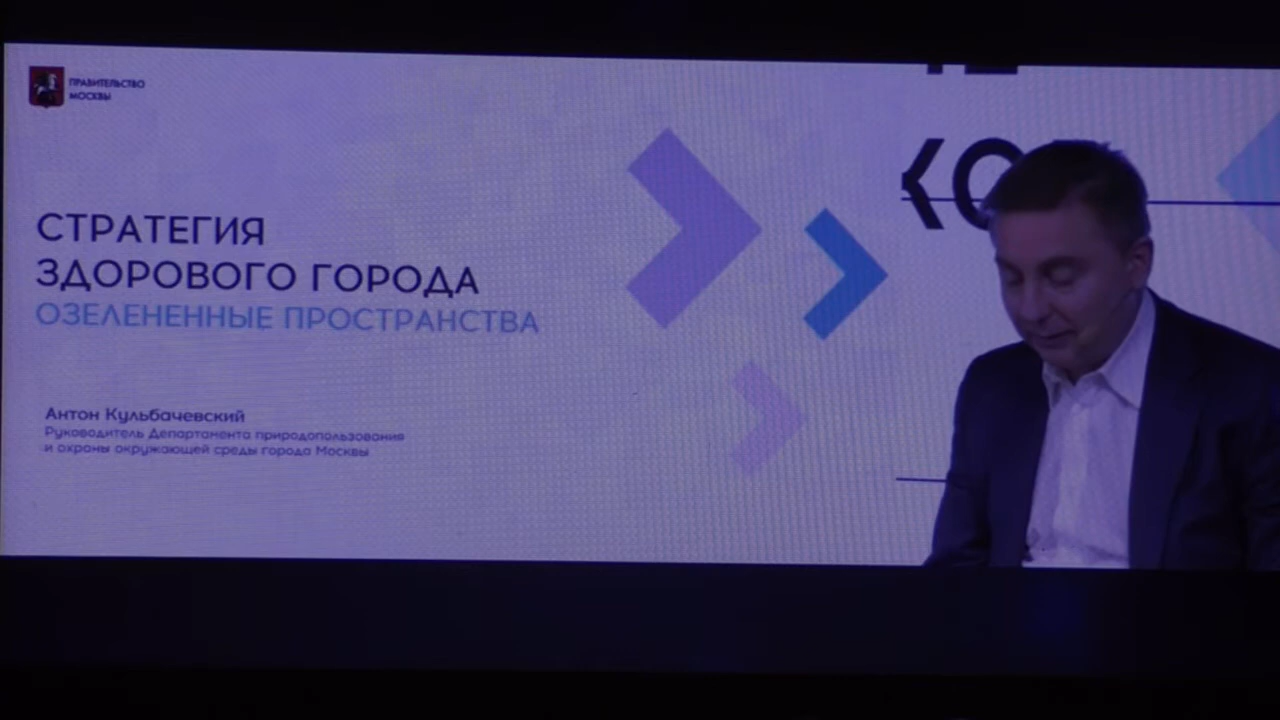 ПРАВИТЕЛЬСТВО
МОСКВЫ
СТРАТЕГИЯ
ЗДОРОВОГО ГОРОДА
ОЗЕЛЕНЕННЫЕ ПРОСТРАНСТВА
Антон Кульбачевский
Руководитель Департамента природопользования
и охраны окружающей среды города Москвы